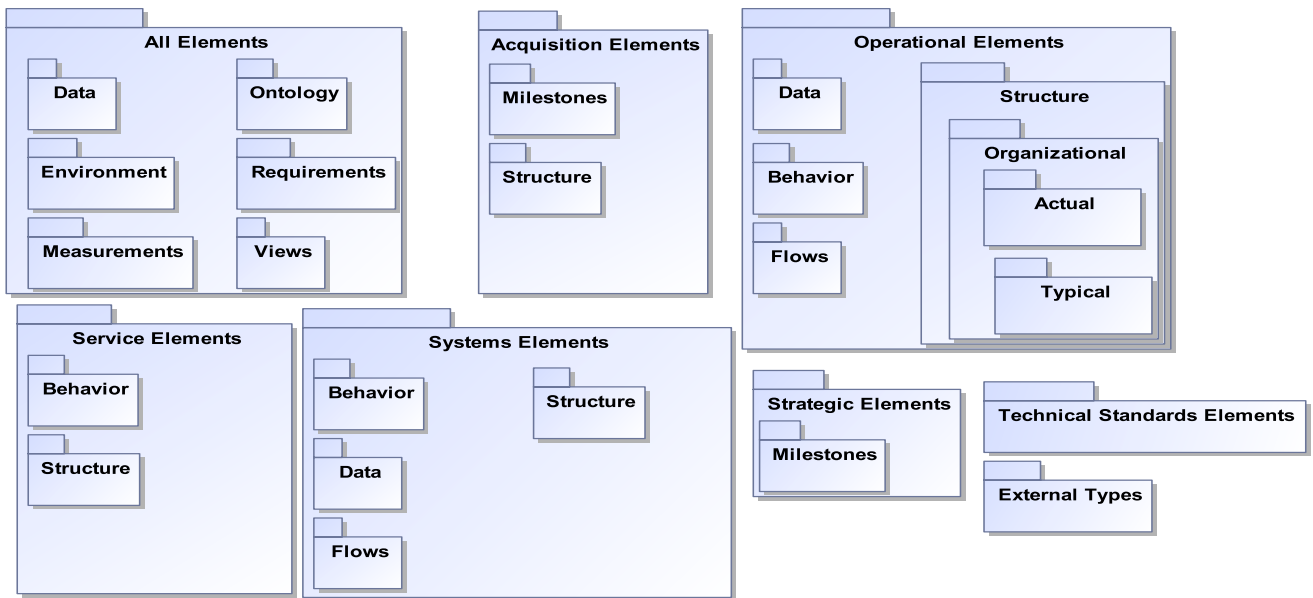 All Elements
Data
Ontology
Environment
Requirements
Measurements
Views
Acquisition Elements
Milestones
Structure
Operational Elements
Data
Behavior
Flows
Structure
Organizational
Actual
Typical
Service Elements
Behavior
Structure
Systems Elements
Behavior
Structure
Data
Flows
Strategic Elements
Milestones
Technical Standards Elements
External Types